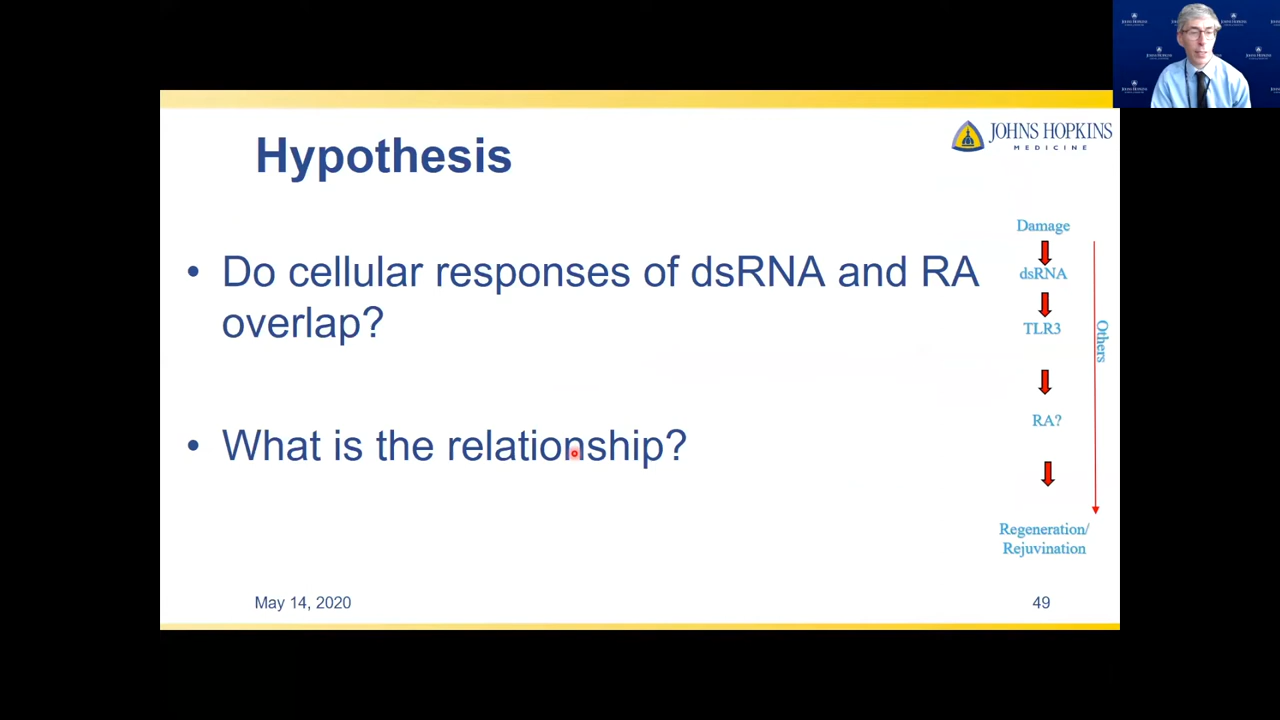 Hypothesis
JOHNS HOPKINS
MEDICINE
• Do cellular responses of dsRNA and RA
overlap?
• What is the relationship?
Damage
dsRNA
TLR3
RA?
Others
Regeneration/
Rejuvination
May 14, 2020
49